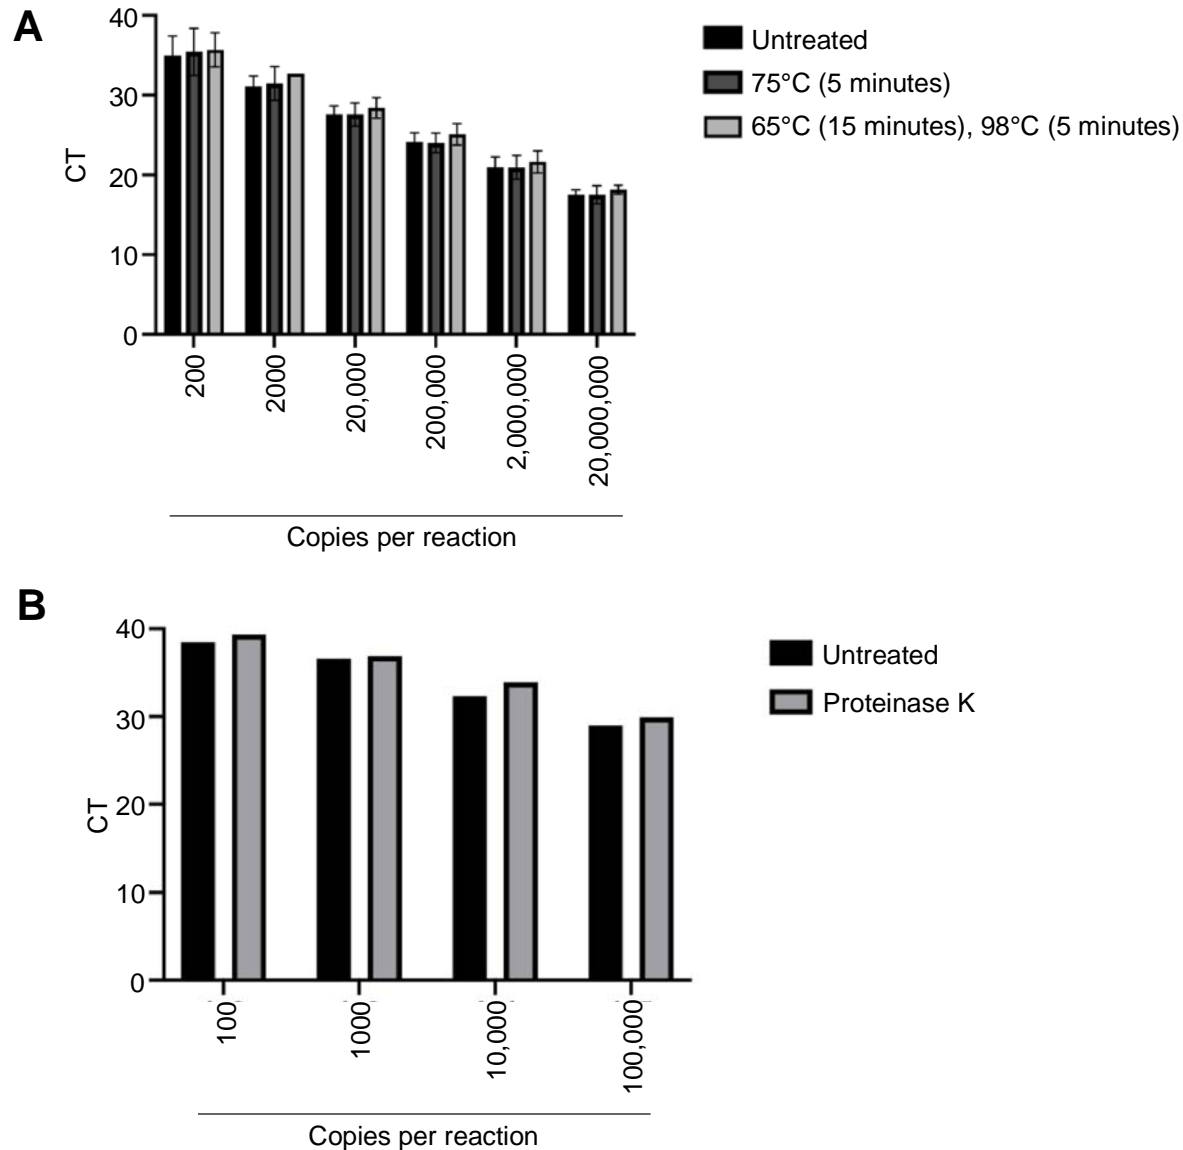 A
40
30
20
10
0
CT
200
2000
20,000
200,000
2,000,000
20,000,000
Copies per reaction
Untreated
75°C (5 minutes)
65°C (15 minutes), 98°C (5 minutes)
B
40
30
20
10
0
CT
100
1000
10,000
100,000
Copies per reaction
Untreated
Proteinase K